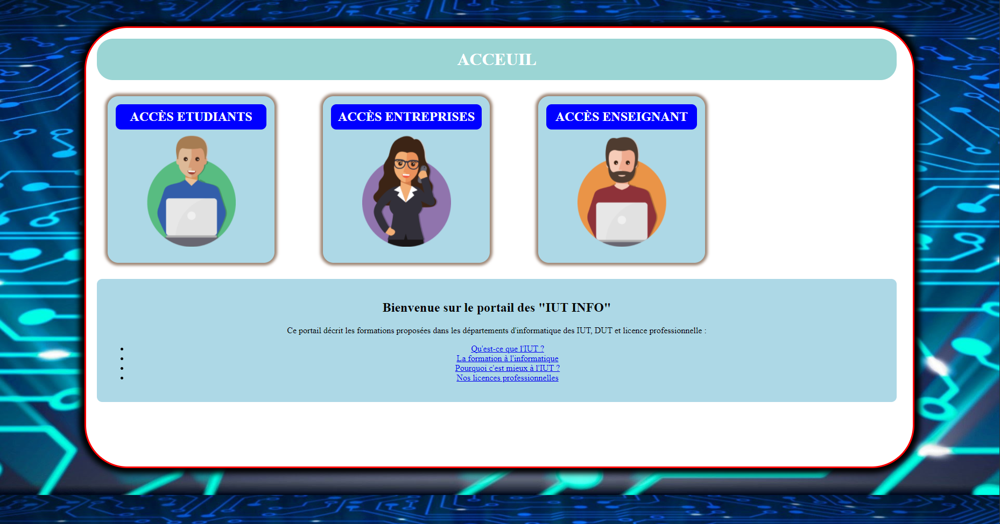 ACCEUIL
ACCÈS ETUDIANTS
ACCÈS ENTREPRISES
ACCÈS ENSEIGNANT
Bienvenue sur le portail des "IUT INFO"
Ce portail décrit les formations proposées dans les départements d'informatique des IUT, DUT et licence professionnelle :
Qu'est-ce que l'IUT ?
La formation à l'informatique
Pourquoi c'est mieux à l'IUT ?
Nos licences professionnelles